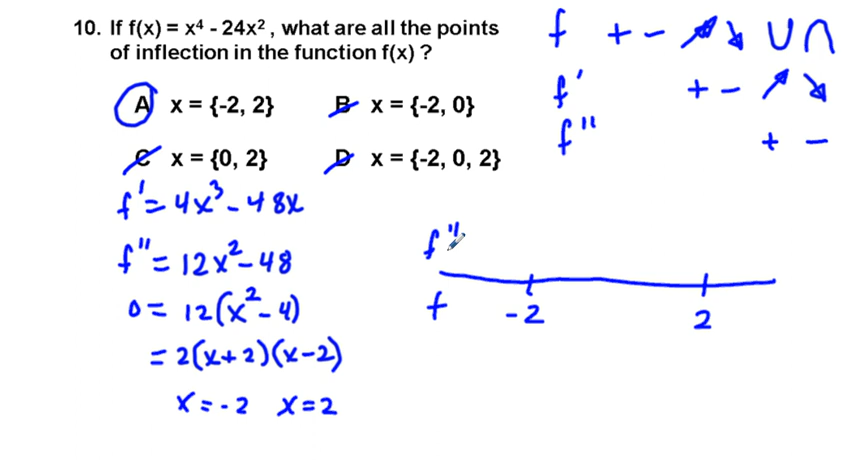 10. If f(x) = x⁴ - 24x² , what are all the points
of inflection in the function f(x) ?
A x = {-2, 2} B x = {-2, 0}
C x = {0, 2} D x = {-2, 0, 2}
f + - ↗ ↘ ∪ ∩
f' + - ↗ ↘
f'' + -
f' = 4x³ - 48x
f'' = 12x² - 48
0 = 12(x² - 4)
= 2(x+2)(x-2)
x = -2 x = 2
f''
f -2 2